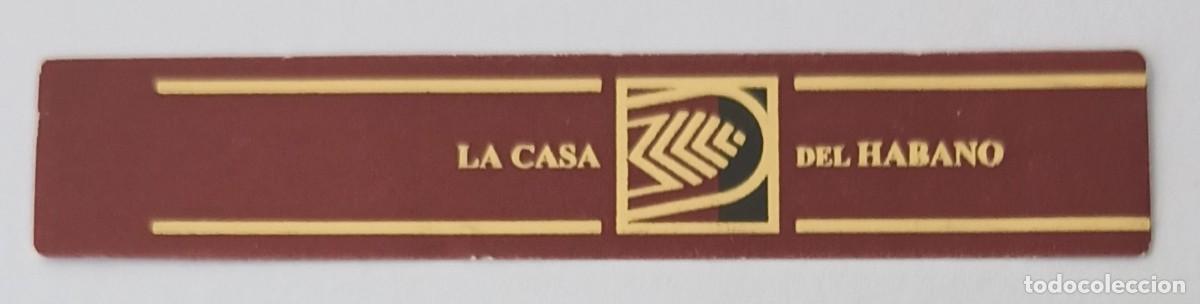 LA CASA DEL HABANO
todocoleccion